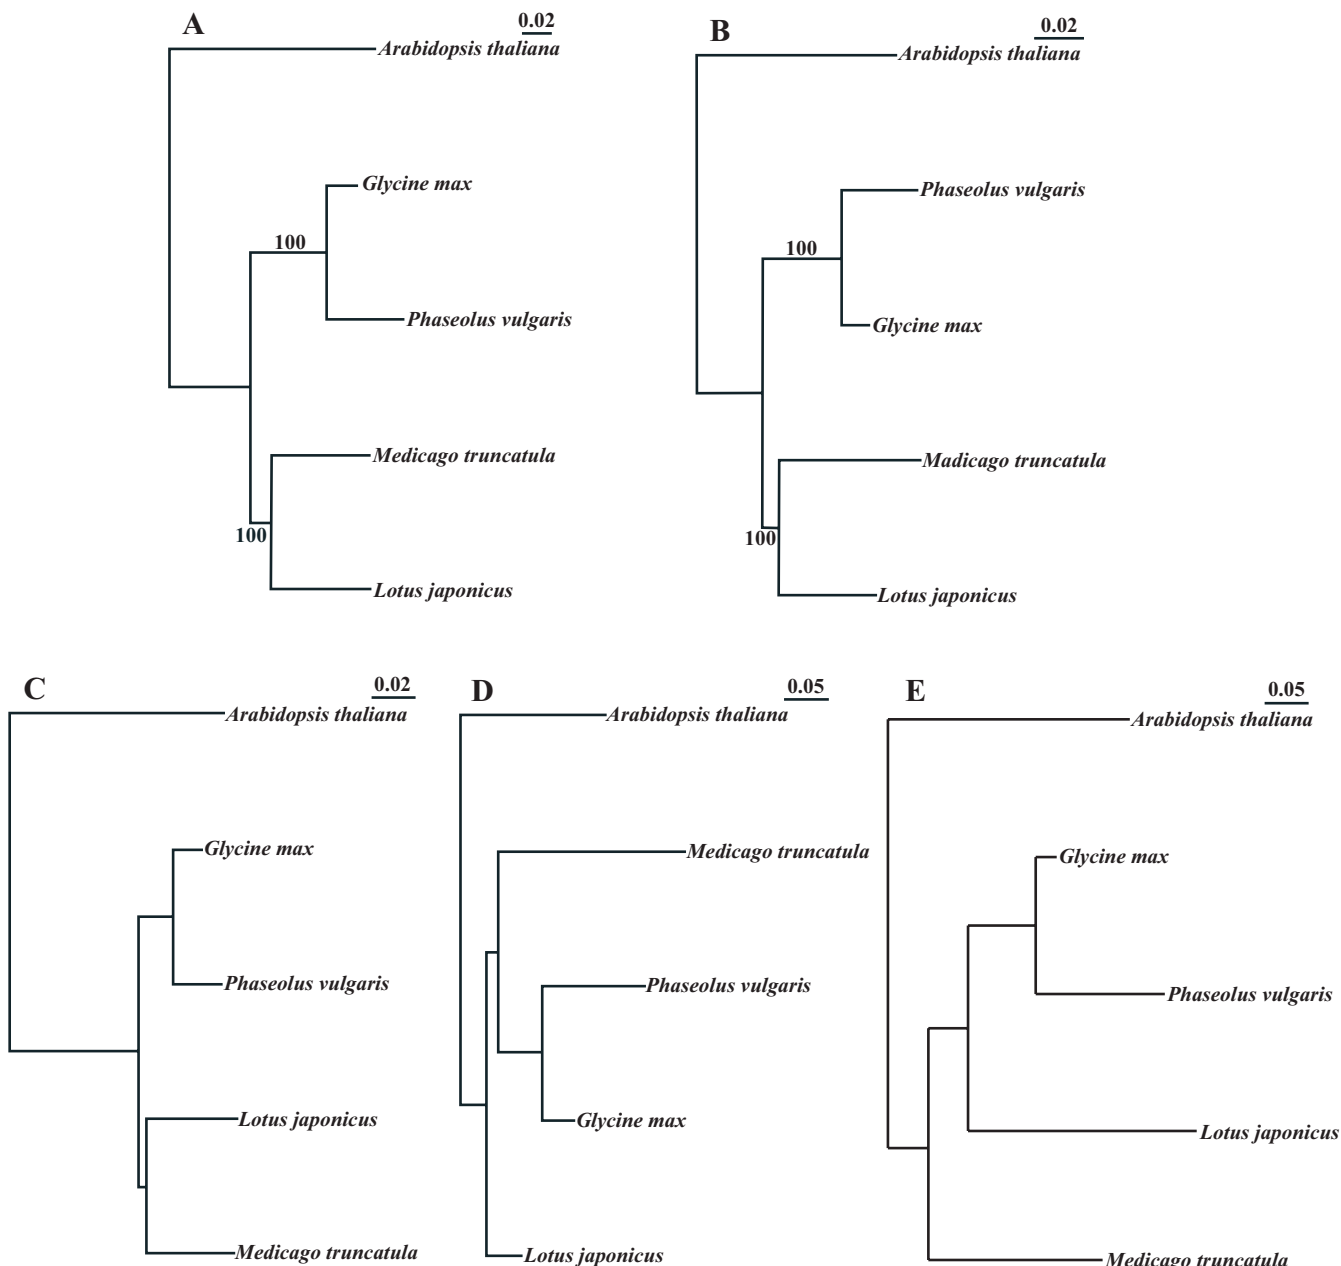 A
0.02
Arabidopsis thaliana
Glycine max
100
Phaseolus vulgaris
Medicago truncatula
100
Lotus japonicus
B
0.02
Arabidopsis thaliana
Phaseolus vulgaris
100
Glycine max
Madicago truncatula
100
Lotus japonicus
C
0.02
Arabidopsis thaliana
Glycine max
Phaseolus vulgaris
Lotus japonicus
Medicago truncatula
D
0.05
Arabidopsis thaliana
Medicago truncatula
Phaseolus vulgaris
Glycine max
Lotus japonicus
E
0.05
Arabidopsis thaliana
Glycine max
Phaseolus vulgaris
Lotus japonicus
Medicago truncatula